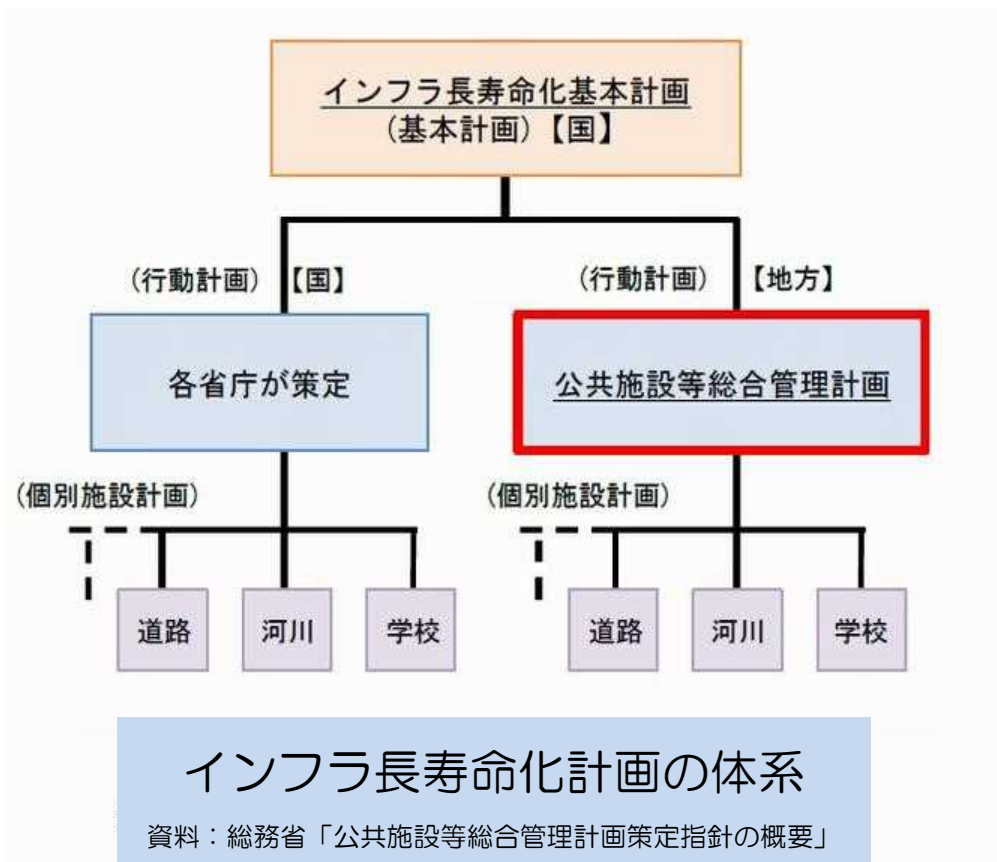 インフラ長寿命化基本計画
(基本計画)【国】
(行動計画)【国】
(行動計画)【地方】
各省庁が策定
公共施設等総合管理計画
(個別施設計画)
(個別施設計画)
道路
河川
学校
道路
河川
学校
インフラ長寿命化計画の体系
資料：総務省「公共施設等総合管理計画策定指針の概要」